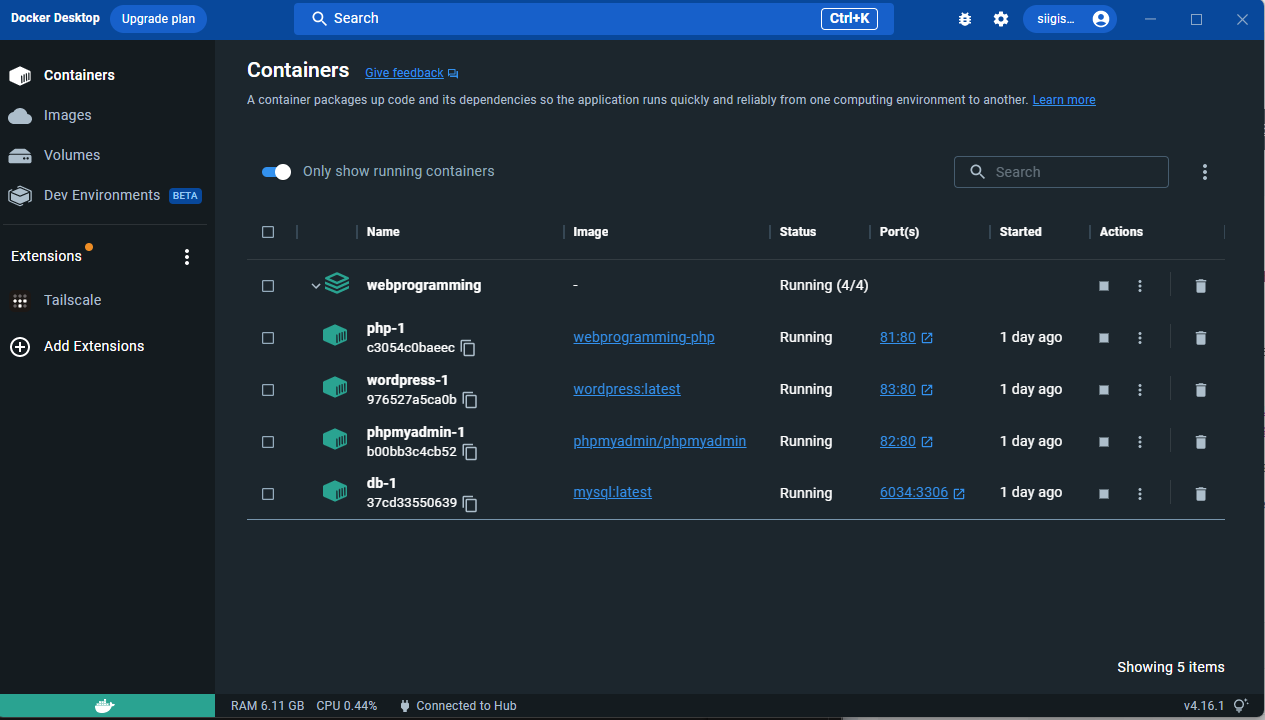 Docker Desktop Upgrade plan Search Ctrl+K siigis...
Containers
Images
Volumes
Dev Environments BETA
Extensions
Tailscale
Add Extensions
Containers Give feedback
A container packages up code and its dependencies so the application runs quickly and reliably from one computing environment to another. Learn more
Only show running containers Search
Name Image Status Port(s) Started Actions
webprogramming - Running (4/4)
php-1
c3054c0baeec webprogramming-php Running 81:80 1 day ago
wordpress-1
976527a5ca0b wordpress:latest Running 83:80 1 day ago
phpmyadmin-1
b00bb3c4cb52 phpmyadmin/phpmyadmin Running 82:80 1 day ago
db-1
37cd33550639 mysql:latest Running 6034:3306 1 day ago
Showing 5 items
RAM 6.11 GB CPU 0.44% Connected to Hub v4.16.1